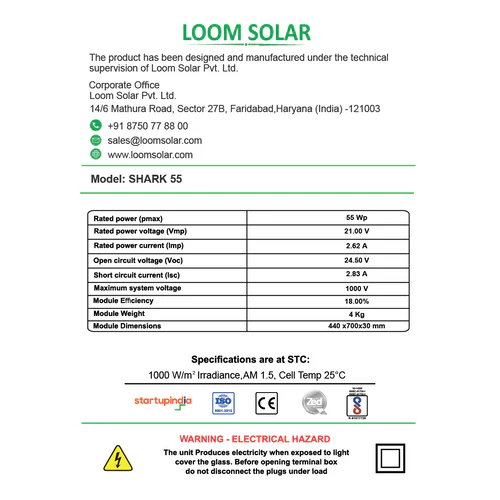 LOOM SOLAR
The product has been designed and manufactured under the technical
supervision of Loom Solar Pvt. Ltd.
Corporate Office
Loom Solar Pvt. Ltd.
14/6 Mathura Road, Sector 27B, Faridabad,Haryana (India) -121003
+91 8750 77 88 00
sales@loomsolar.com
www.loomsolar.com
Model: SHARK 55
Rated power (pmax) 55 Wp
Rated power voltage (Vmp) 21.00 V
Rated power current (Imp) 2.62 A
Open circuit voltage (Voc) 24.50 V
Short circuit current (Isc) 2.83 A
Maximum system voltage 1000 V
Module Efficiency 18.00%
Module Weight 4 Kg
Module Dimensions 440 x700x30 mm
Specifications are at STC:
1000 W/m² Irradiance,AM 1.5, Cell Temp 25°C
startupindia
ISO
CE
Zed
WARNING - ELECTRICAL HAZARD
The unit Produces electricity when exposed to light
cover the glass. Before opening terminal box
do not disconnect the plugs under load